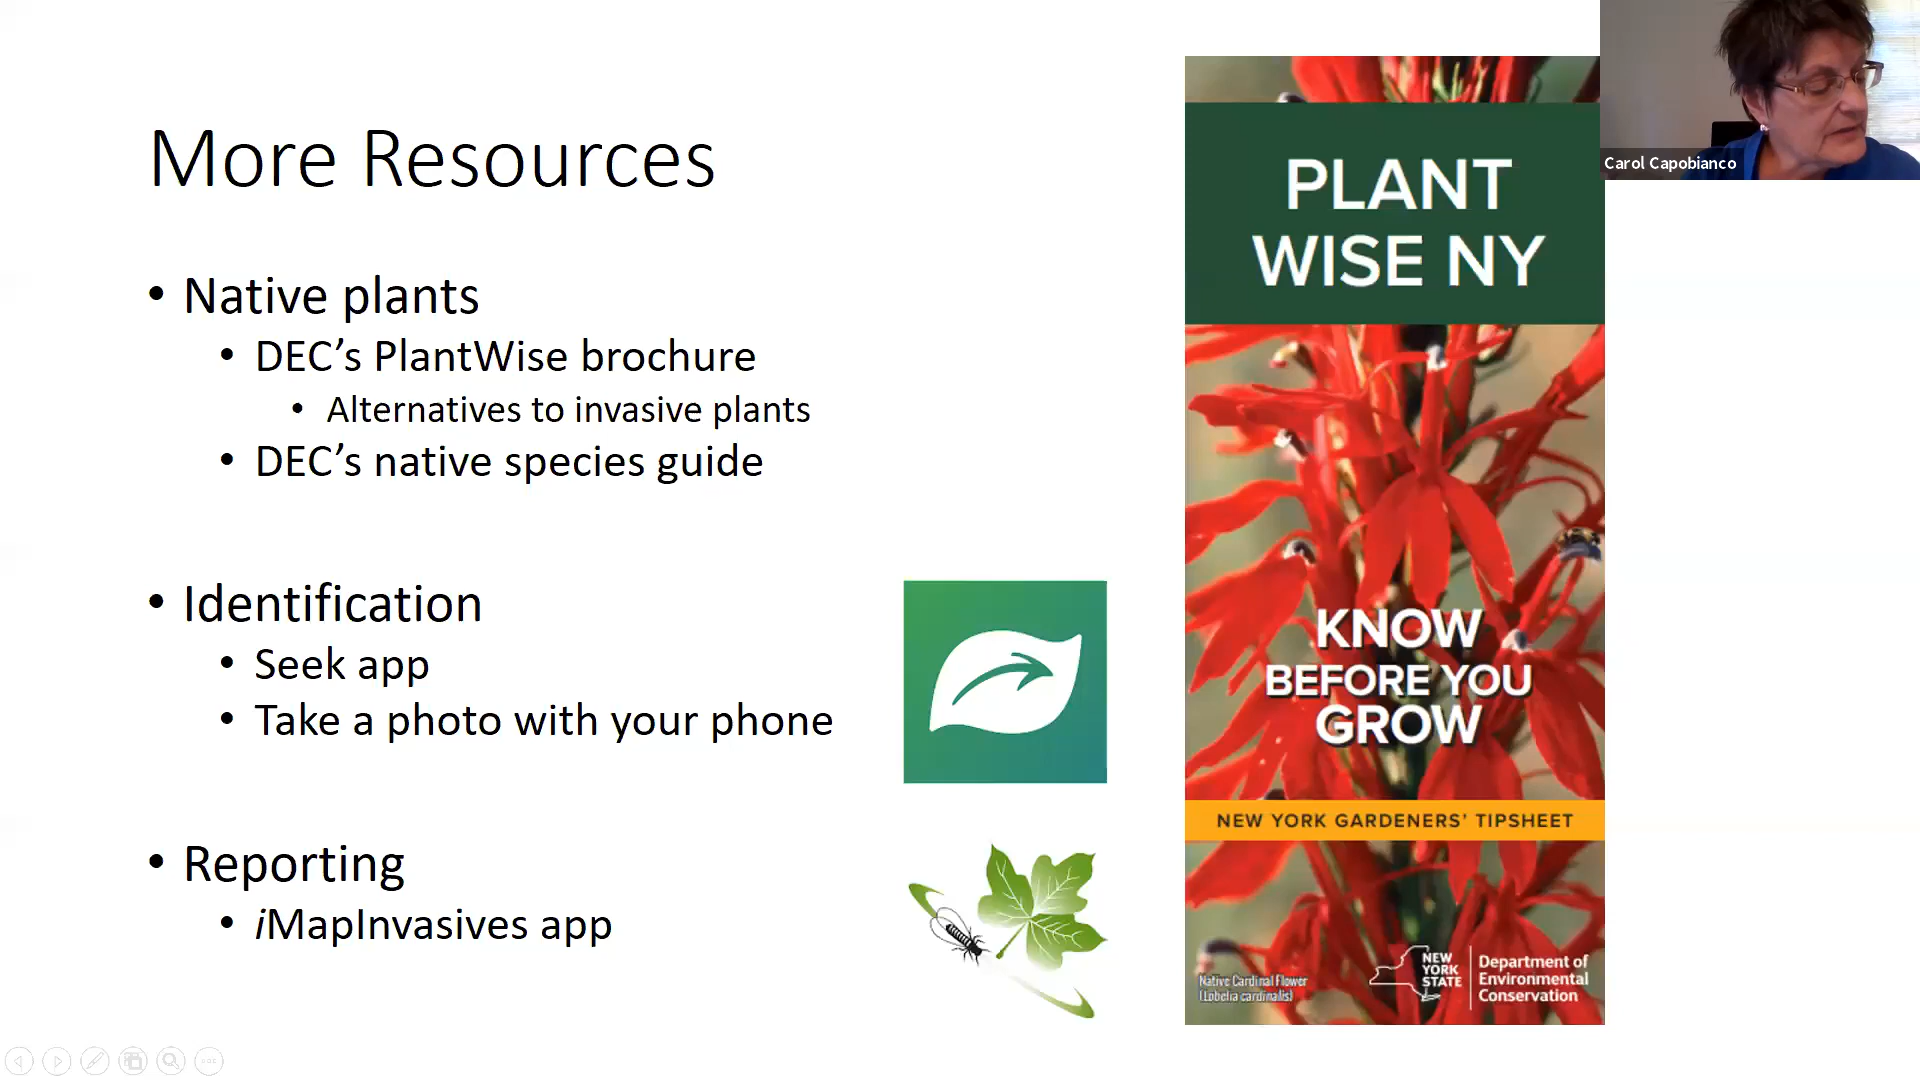 More Resources
• Native plants
• DEC’s PlantWise brochure
• Alternatives to invasive plants
• DEC’s native species guide
• Identification
• Seek app
• Take a photo with your phone
• Reporting
• iMapInvasives app
PLANT
WISE NY
KNOW
BEFORE YOU
GROW
NEW YORK GARDENERS’ TIPSHEET
Native Cardinal Flower
(Lobelia cardinalis)
NEW
YORK
STATE
Department of
Environmental
Conservation
Carol Capobianco